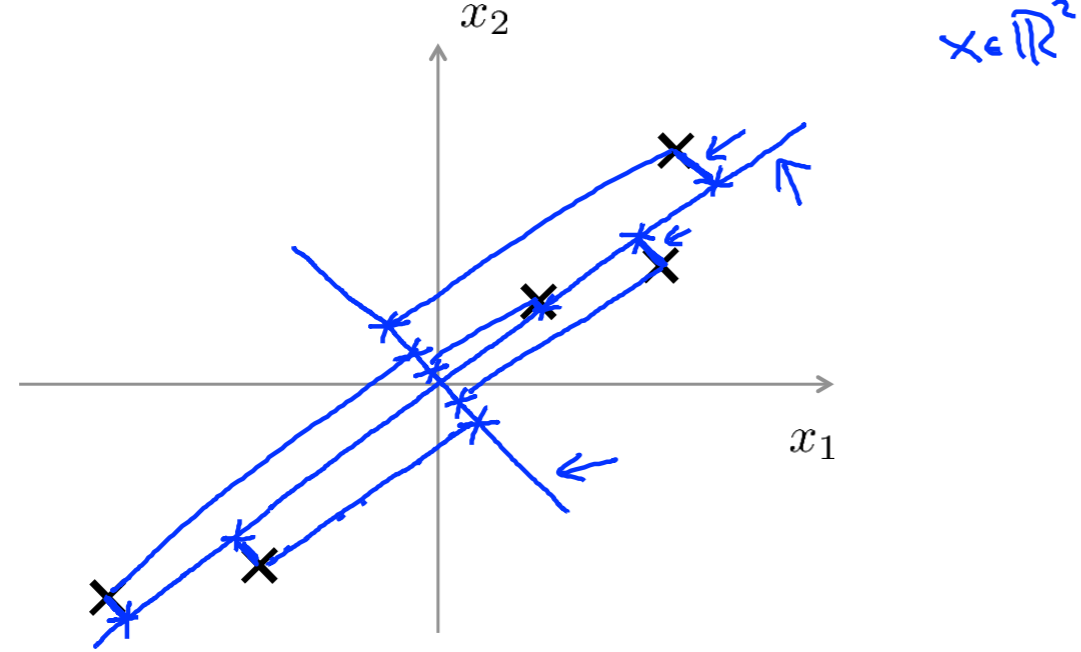 x₂
x ∈ ℝ²
x₁